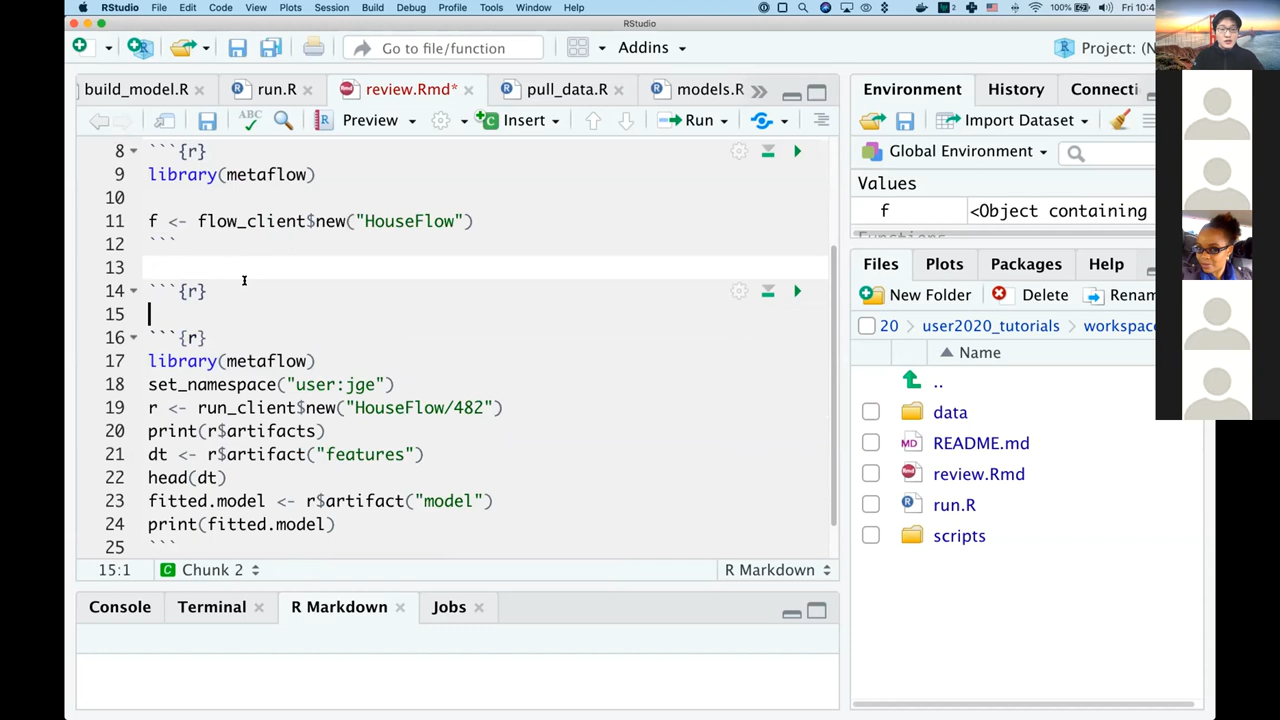 RStudio File Edit Code View Plots Session Build Debug Profile Tools Window Help 2 100% Fri 10:4
RStudio
Go to file/function Addins Project: (N
build_model.R run.R review.Rmd* pull_data.R models.R
Environment History Connecti
ABC Preview Insert Run
Import Dataset
Global Environment
Values
f <Object containing
Functions
8 ```{r}
9 library(metaflow)
10
11 f <- flow_client$new("HouseFlow")
12 ```
13
14 ```{r}
15
16 ```{r}
17 library(metaflow)
18 set_namespace("user:jge")
19 r <- run_client$new("HouseFlow/482")
20 print(r$artifacts)
21 dt <- r$artifact("features")
22 head(dt)
23 fitted.model <- r$artifact("model")
24 print(fitted.model)
25 ```
15:1 Chunk 2 R Markdown
Console Terminal R Markdown Jobs
Files Plots Packages Help
New Folder Delete Renam
20 user2020_tutorials workspac
Name
..
data
README.md
review.Rmd
run.R
scripts